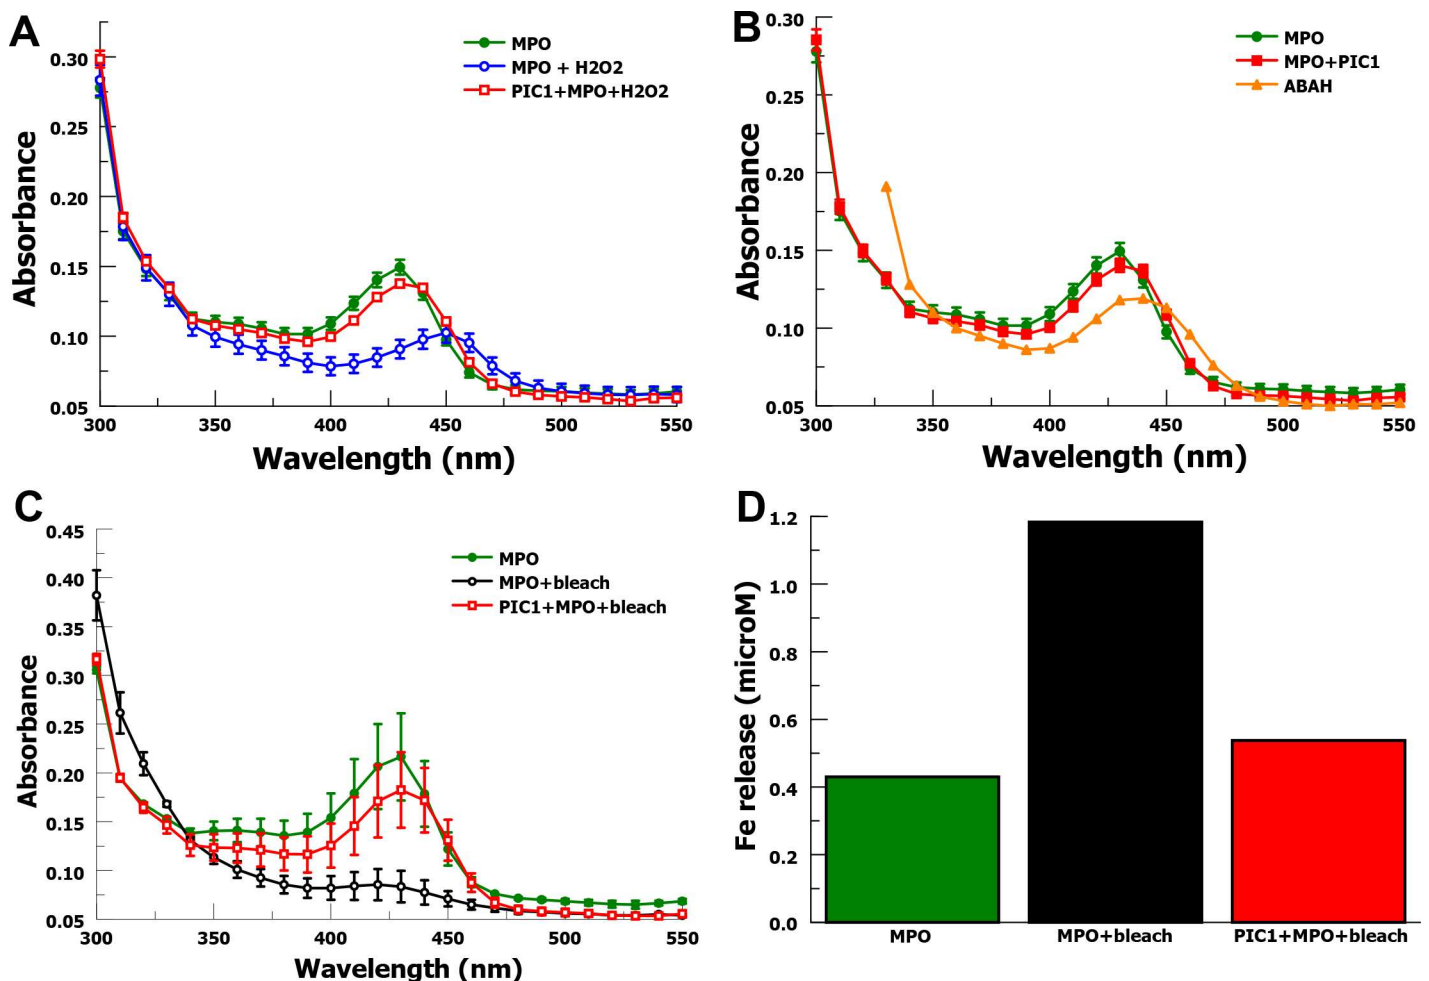 A
MPO
MPO + H2O2
PIC1+MPO+H2O2
0.30
0.25
0.20
0.15
0.10
0.05
Absorbance
300
350
400
450
500
550
Wavelength (nm)
B
MPO
MPO+PIC1
ABAH
0.30
0.25
0.20
0.15
0.10
0.05
Absorbance
300
350
400
450
500
550
Wavelength (nm)
C
MPO
MPO+bleach
PIC1+MPO+bleach
0.45
0.40
0.35
0.30
0.25
0.20
0.15
0.10
0.05
Absorbance
300
350
400
450
500
550
Wavelength (nm)
D
1.2
1.0
0.8
0.6
0.4
0.2
0.0
Fe release (microM)
MPO
MPO+bleach
PIC1+MPO+bleach